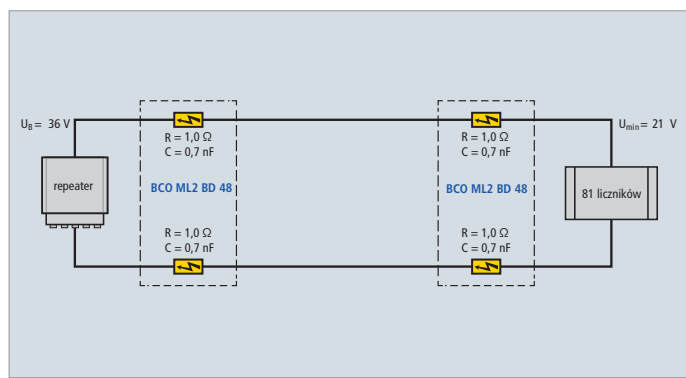 U_B = 36 V
U_min = 21 V
R = 1,0 Ω
C = 0,7 nF
R = 1,0 Ω
C = 0,7 nF
repeater
BCO ML2 BD 48
BCO ML2 BD 48
81 liczników
R = 1,0 Ω
C = 0,7 nF
R = 1,0 Ω
C = 0,7 nF